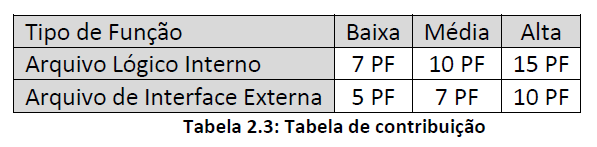 Tipo de Função Baixa Média Alta
Arquivo Lógico Interno 7 PF 10 PF 15 PF
Arquivo de Interface Externa 5 PF 7 PF 10 PF
Tabela 2.3: Tabela de contribuição